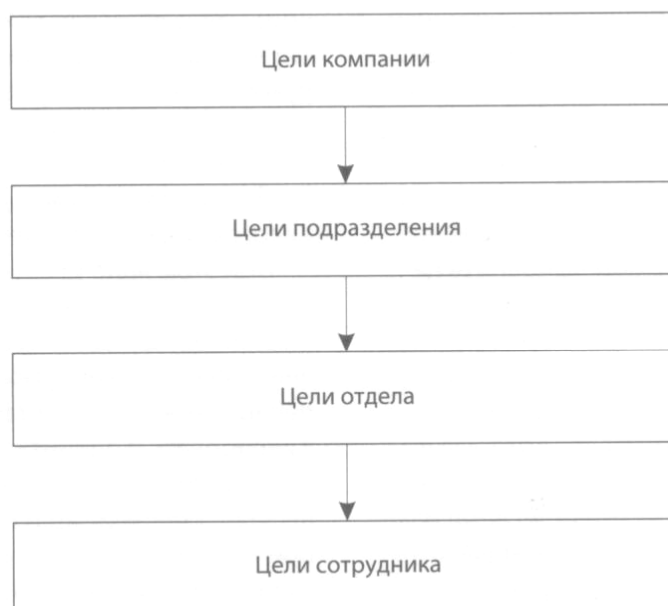 Цели компании
Цели подразделения
Цели отдела
Цели сотрудника